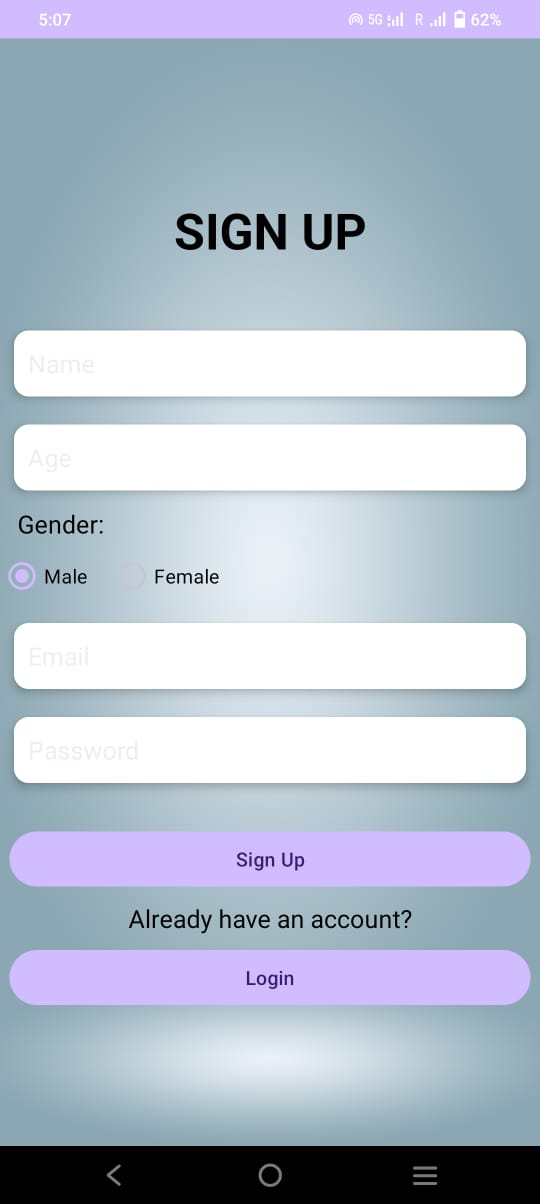 5:07 5G R 62%
SIGN UP
Name
Age
Gender:
Male Female
Email
Password
Sign Up
Already have an account?
Login